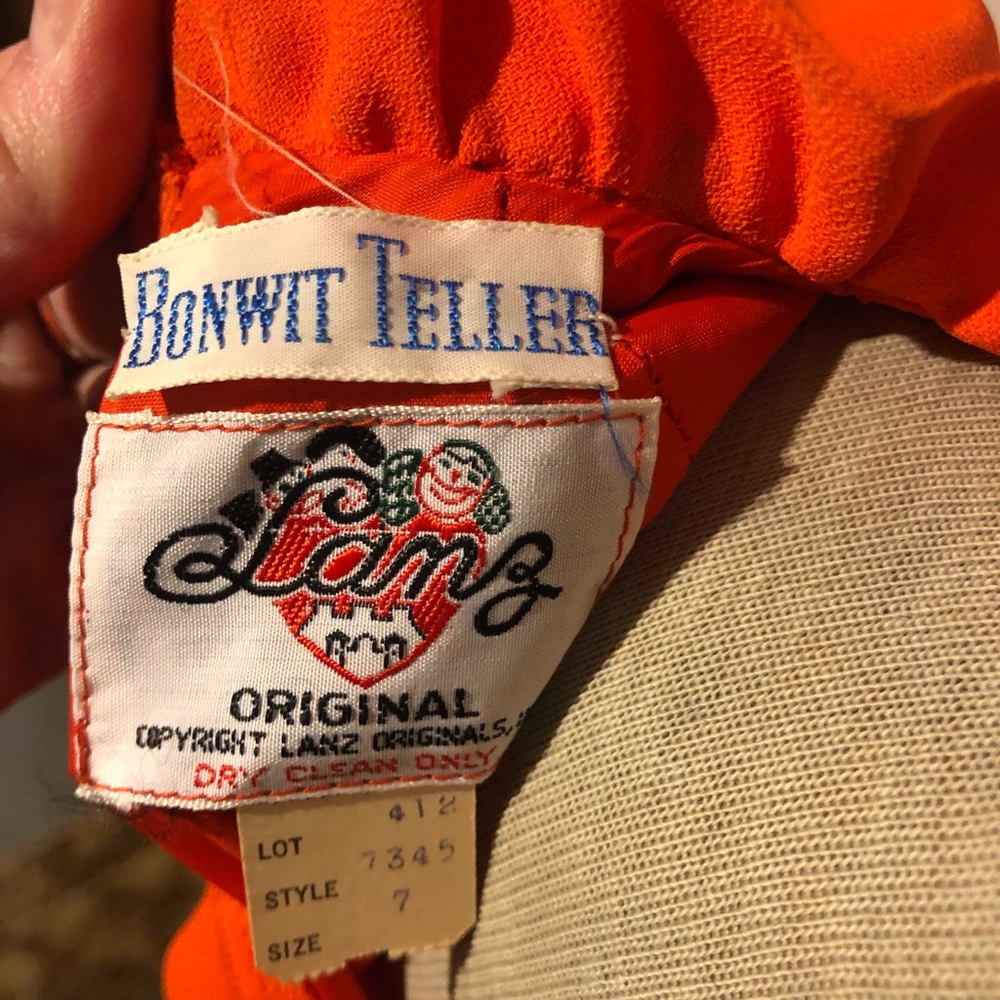 BONWIT TELLER
Lanz
ORIGINAL
COPYRIGHT LANZ ORIGINALS,
DRY CLEAN ONLY
412
LOT 7345
STYLE 7
SIZE